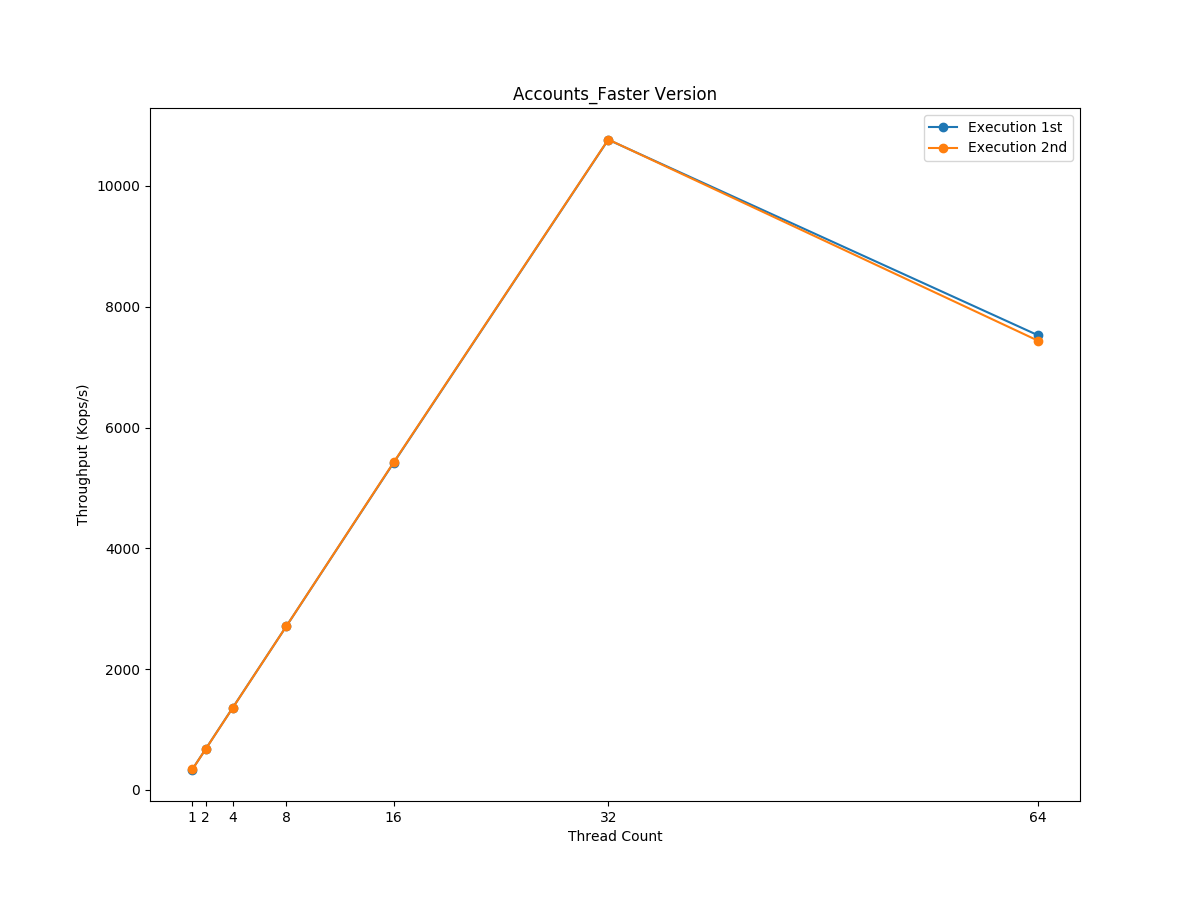 Accounts_Faster Version
Execution 1st
Execution 2nd
10000
8000
6000
4000
2000
0
Throughput (Kops/s)
1 2 4 8 16 32 64
Thread Count